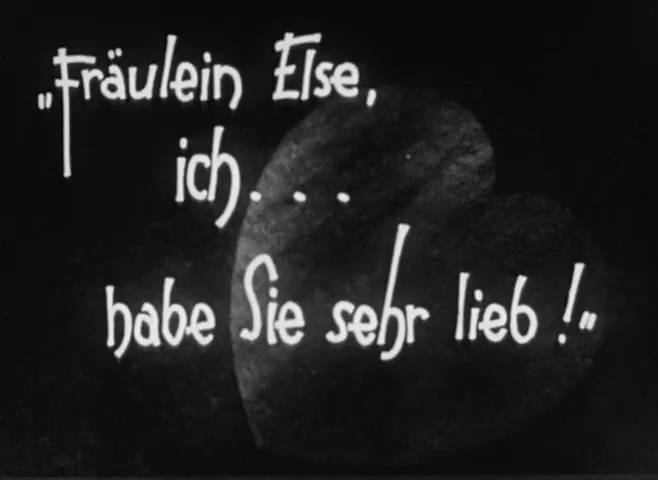 „Fräulein Else,
ich...
habe Sie sehr lieb!“